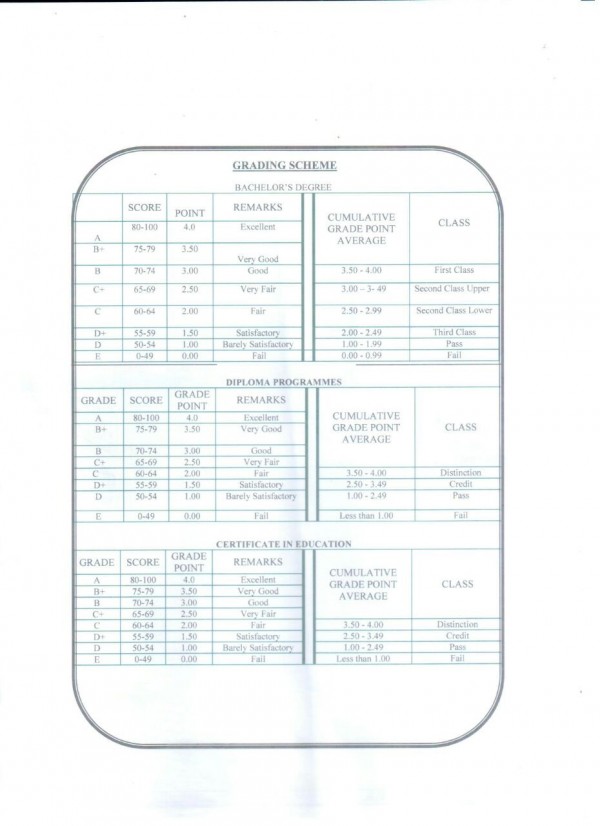 GRADING SCHEME
BACHELOR'S DEGREE
SCORE POINT REMARKS CUMULATIVE GRADE POINT AVERAGE CLASS
A 80-100 4.0 Excellent
B+ 75-79 3.50 Very Good
B 70-74 3.00 Good 3.50 - 4.00 First Class
C+ 65-69 2.50 Very Fair 3.00 – 3- 49 Second Class Upper
C 60-64 2.00 Fair 2.50 - 2.99 Second Class Lower
D+ 55-59 1.50 Satisfactory 2.00 - 2.49 Third Class
D 50-54 1.00 Barely Satisfactory 1.00 - 1.99 Pass
E 0-49 0.00 Fail 0.00 - 0.99 Fail
DIPLOMA PROGRAMMES
GRADE SCORE GRADE POINT REMARKS CUMULATIVE GRADE POINT AVERAGE CLASS
A 80-100 4.0 Excellent
B+ 75-79 3.50 Very Good
B 70-74 3.00 Good
C+ 65-69 2.50 Very Fair
C 60-64 2.00 Fair 3.50 - 4.00 Distinction
D+ 55-59 1.50 Satisfactory 2.50 - 3.49 Credit
D 50-54 1.00 Barely Satisfactory 1.00 - 2.49 Pass
E 0-49 0.00 Fail Less than 1.00 Fail
CERTIFICATE IN EDUCATION
GRADE SCORE GRADE POINT REMARKS CUMULATIVE GRADE POINT AVERAGE CLASS
A 80-100 4.0 Excellent
B+ 75-79 3.50 Very Good
B 70-74 3.00 Good
C+ 65-69 2.50 Very Fair
C 60-64 2.00 Fair 3.50 - 4.00 Distinction
D+ 55-59 1.50 Satisfactory 2.50 - 3.49 Credit
D 50-54 1.00 Barely Satisfactory 1.00 - 2.49 Pass
E 0-49 0.00 Fail Less than 1.00 Fail